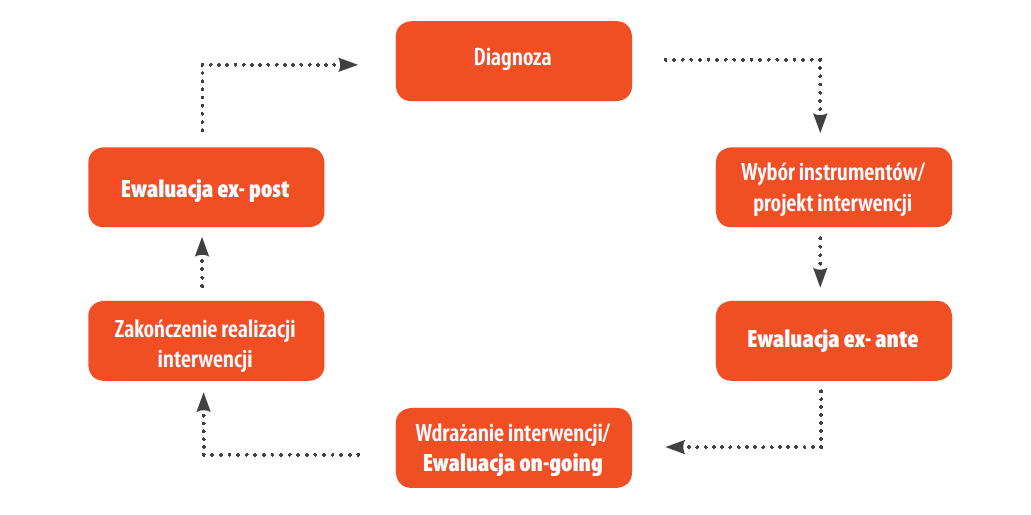 Diagnoza
Wybór instrumentów/
projekt interwencji
Ewaluacja ex- ante
Wdrażanie interwencji/
Ewaluacja on-going
Zakończenie realizacji
interwencji
Ewaluacja ex- post